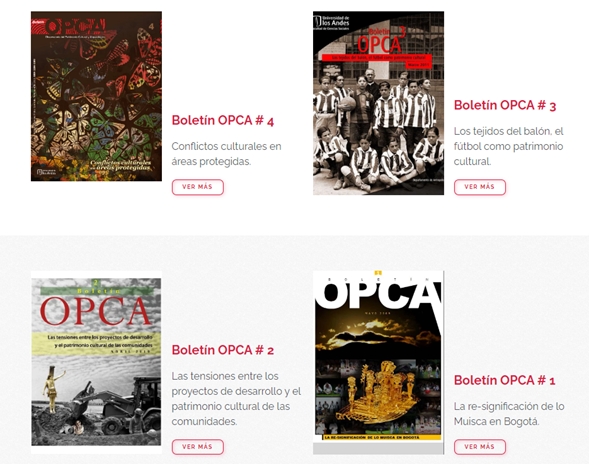 OPCA
Conflictos culturales
en áreas protegidas.
Boletín OPCA # 4
Conflictos culturales en
áreas protegidas.
VER MÁS
Universidad de
los Andes
Boletín
OPCA
Boletín OPCA # 3
Los tejidos del balón, el
fútbol como patrimonio
cultural.
VER MÁS
2
Boletín
OPCA
Las tensiones entre los proyectos de desarrollo
y el patrimonio cultural de las comunidades
ABRIL 2010
Boletín OPCA # 2
Las tensiones entre los
proyectos de desarrollo y el
patrimonio cultural de las
comunidades.
VER MÁS
BOLETÍN
OPCA
LA RE-SIGNIFICACIÓN DE LO MUISCA EN BOGOTÁ
Boletín OPCA # 1
La re-significación de lo
Muisca en Bogotá.
VER MÁS